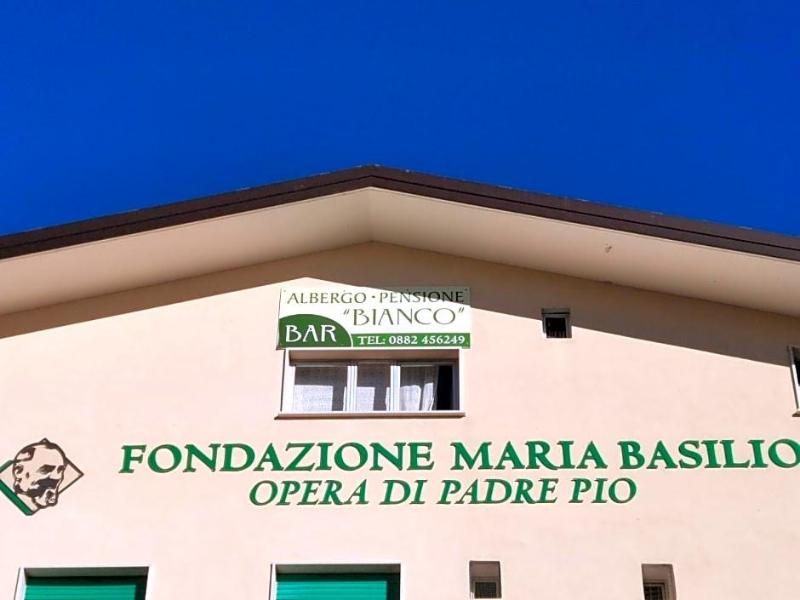 ALBERGO • PENSIONE
"BIANCO"
BAR
TEL: 0882 456249
FONDAZIONE MARIA BASILIO
OPERA DI PADRE PIO